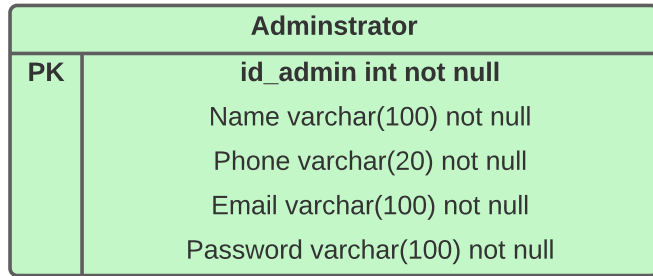 Adminstrator
PK id_admin int not null
Name varchar(100) not null
Phone varchar(20) not null
Email varchar(100) not null
Password varchar(100) not null